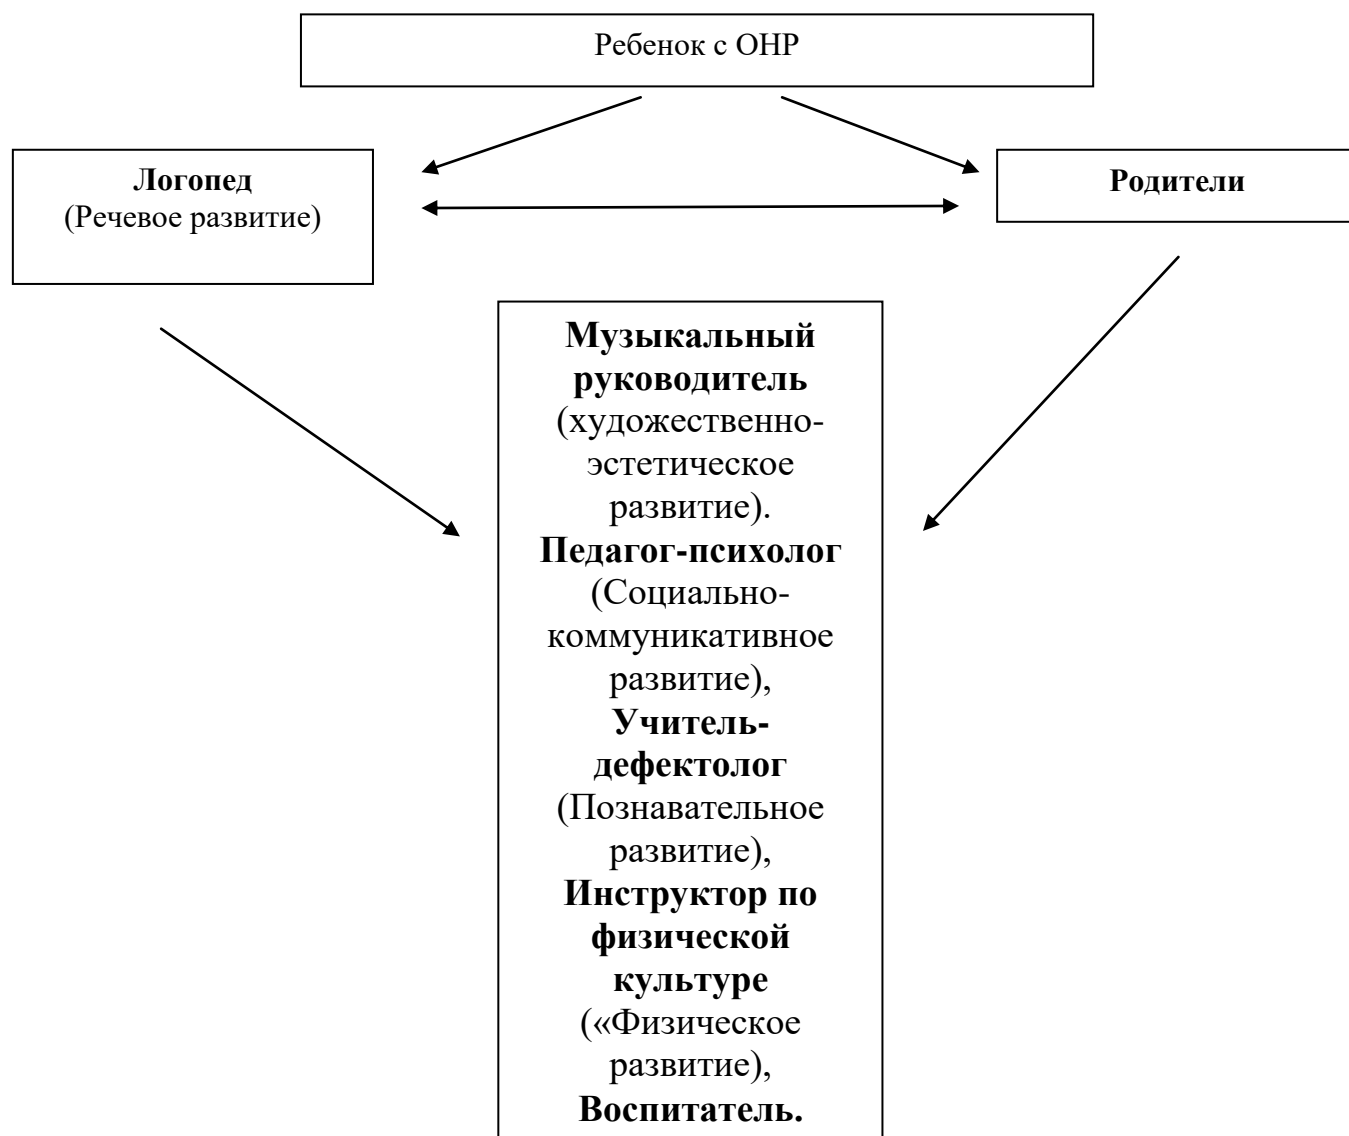 Ребенок с ОНР
Логопед
(Речевое развитие)
Родители
Музыкальный
руководитель
(художественно-
эстетическое
развитие).
Педагог-психолог
(Социально-
коммуникативное
развитие),
Учитель-
дефектолог
(Познавательное
развитие),
Инструктор по
физической
культуре
(«Физическое
развитие),
Воспитатель.